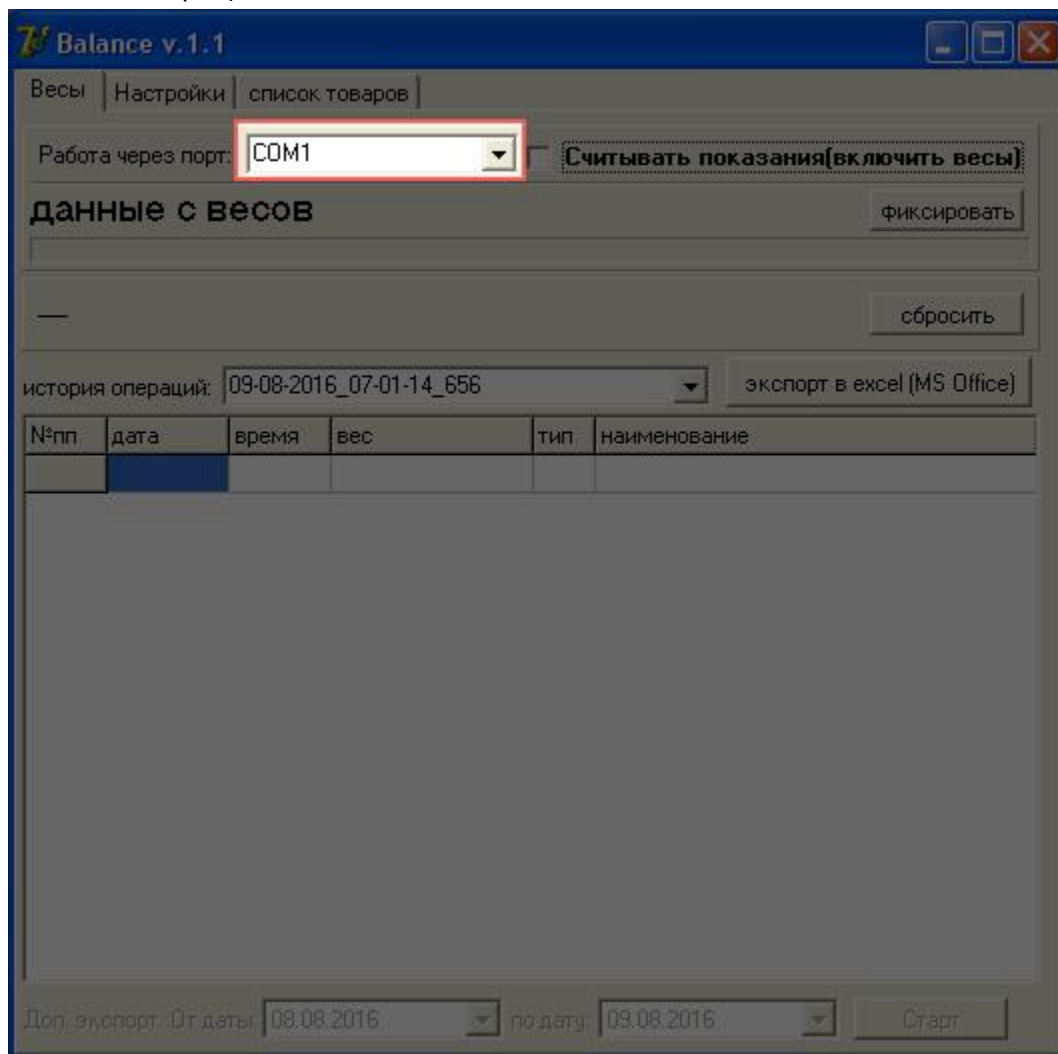 Balance v.1.1
Весы Настройки список товаров
Работа через порт: COM1 Считывать показания(включить весы)
данные с весов фиксировать
— сбросить
история операций: 09-08-2016_07-01-14_656 экспорт в excel (MS Office)
№пп дата время вес тип наименование
Доп. экспорт. От даты: 08.08.2016 по дату: 09.08.2016 Старт